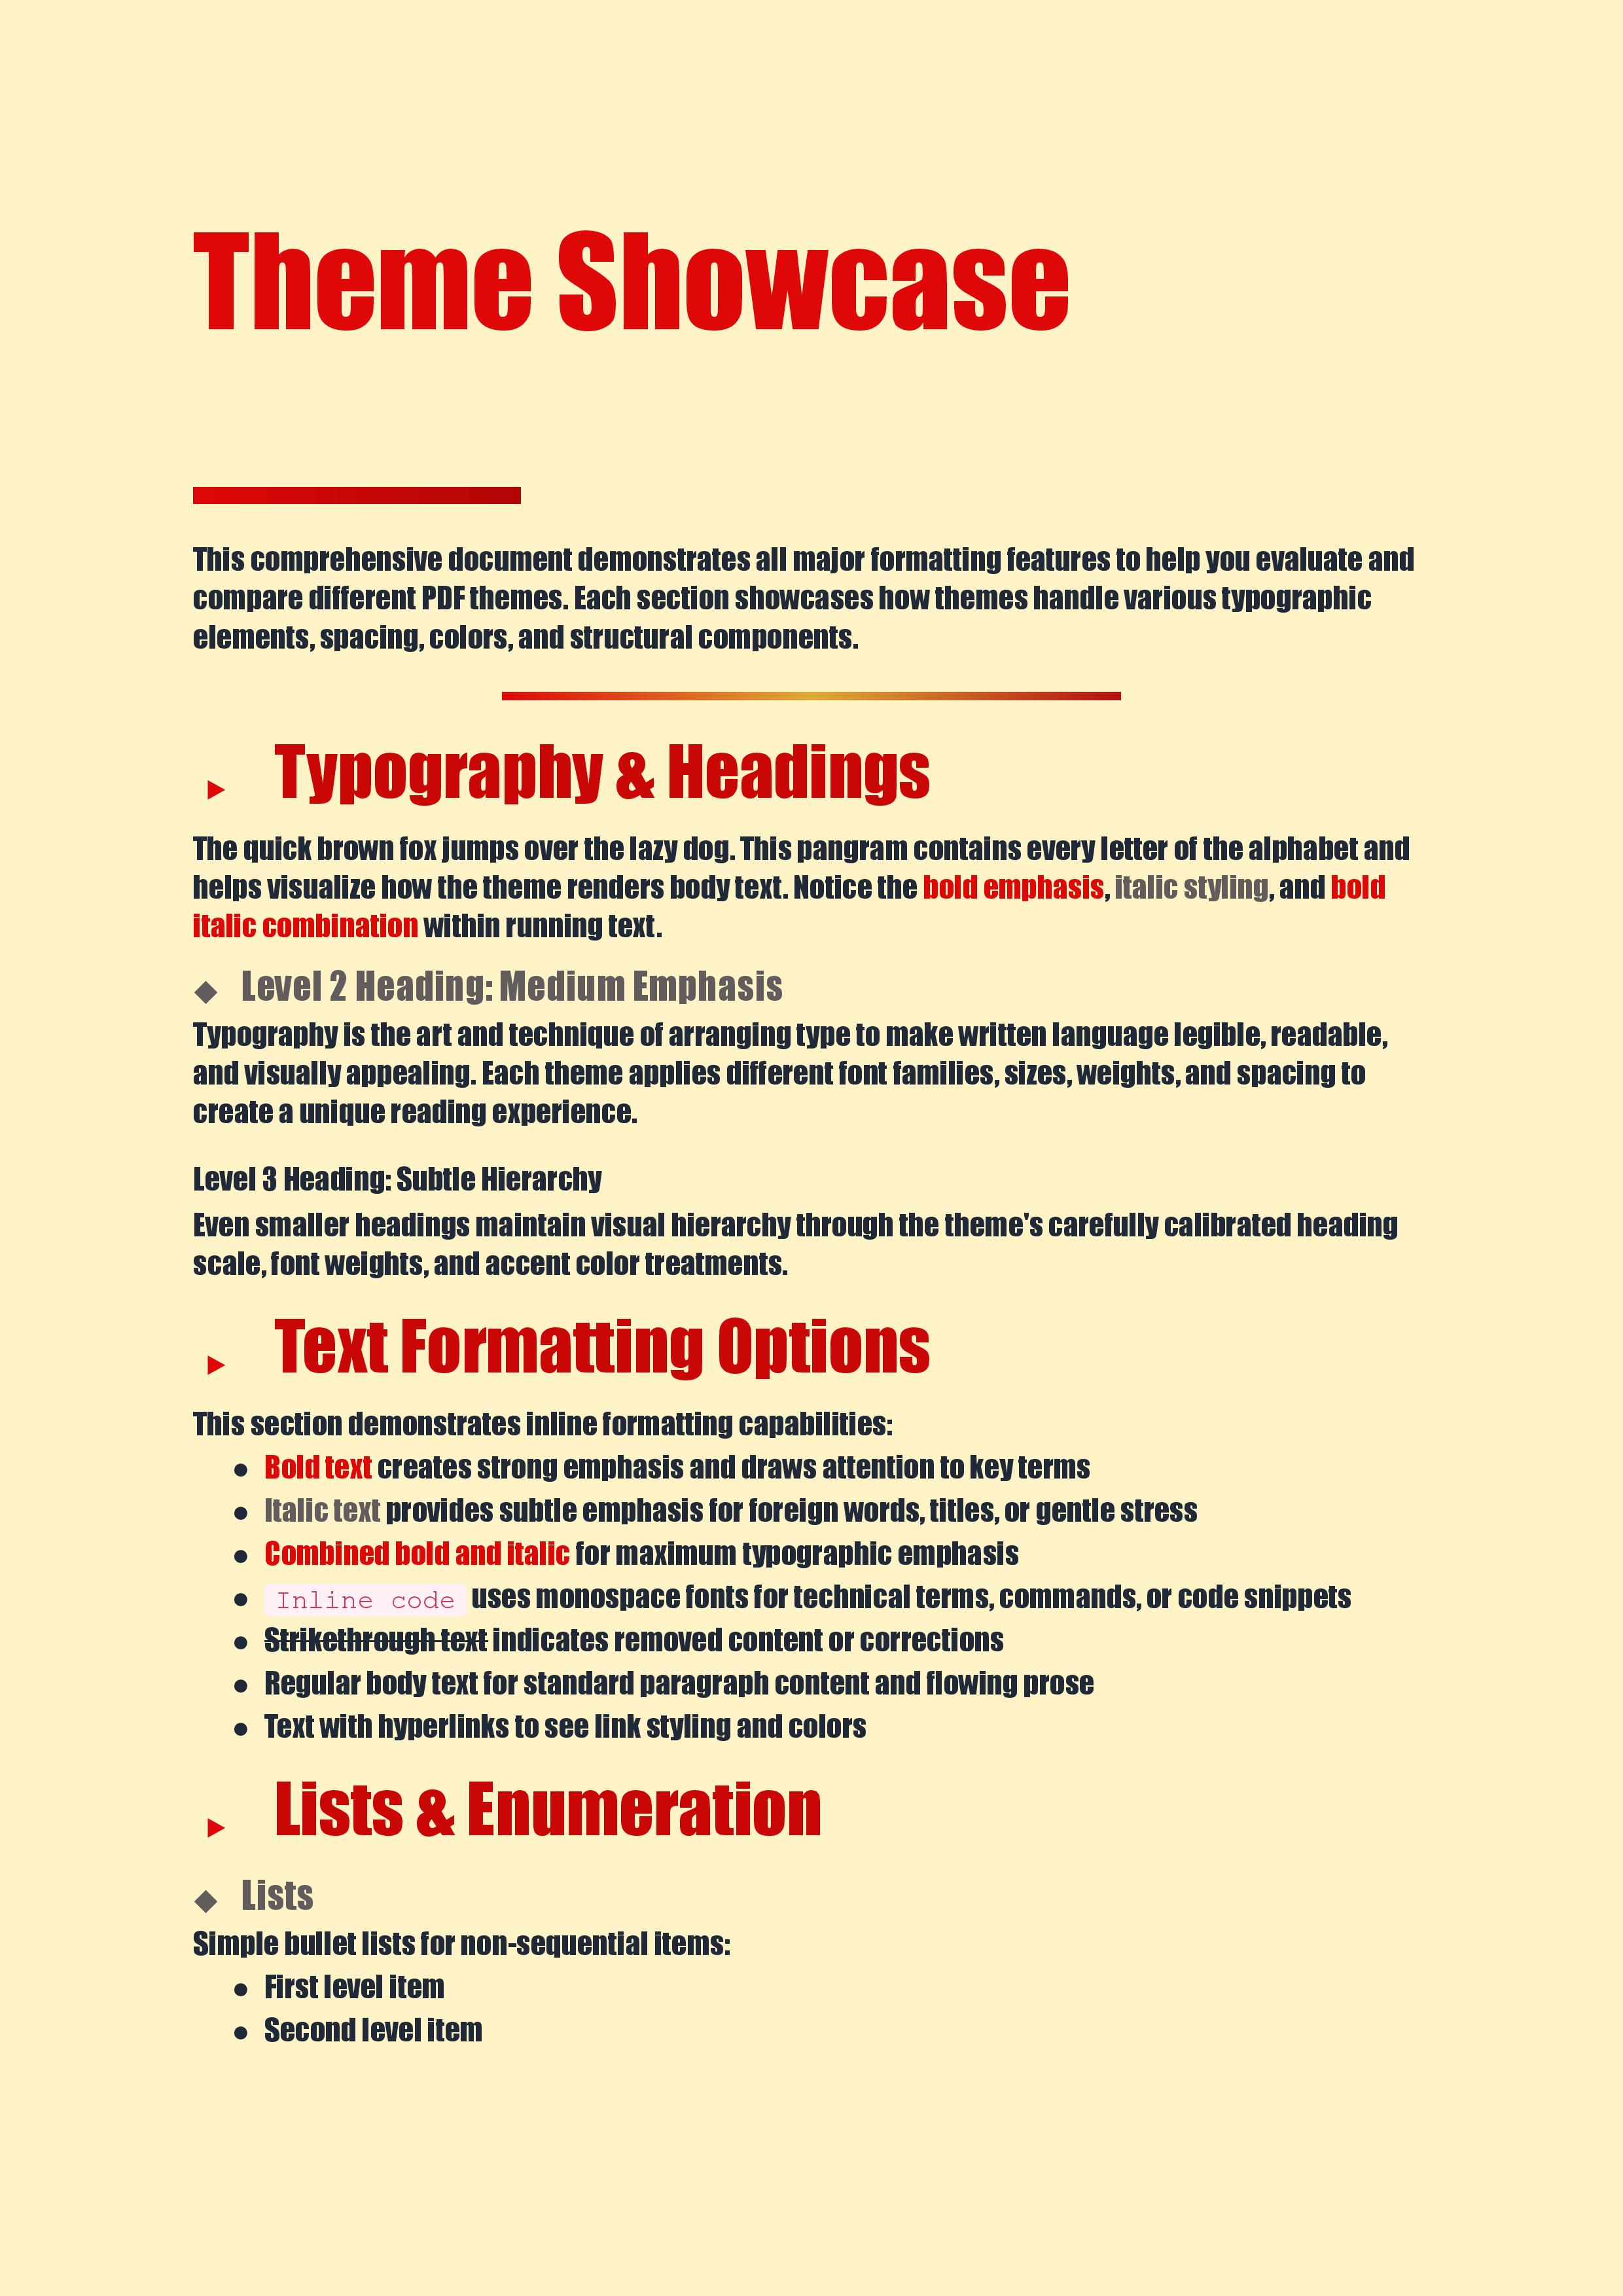 Theme Showcase
This comprehensive document demonstrates all major formatting features to help you evaluate and
compare different PDF themes. Each section showcases how themes handle various typographic
elements, spacing, colors, and structural components.
Typography & Headings
The quick brown fox jumps over the lazy dog. This pangram contains every letter of the alphabet and
helps visualize how the theme renders body text. Notice the bold emphasis, italic styling, and bold
italic combination within running text.
Level 2 Heading: Medium Emphasis
Typography is the art and technique of arranging type to make written language legible, readable,
and visually appealing. Each theme applies different font families, sizes, weights, and spacing to
create a unique reading experience.
Level 3 Heading: Subtle Hierarchy
Even smaller headings maintain visual hierarchy through the theme's carefully calibrated heading
scale, font weights, and accent color treatments.
Text Formatting Options
This section demonstrates inline formatting capabilities:
Bold text creates strong emphasis and draws attention to key terms
Italic text provides subtle emphasis for foreign words, titles, or gentle stress
Combined bold and italic for maximum typographic emphasis
Inline code uses monospace fonts for technical terms, commands, or code snippets
Strikethrough text indicates removed content or corrections
Regular body text for standard paragraph content and flowing prose
Text with hyperlinks to see link styling and colors
Lists & Enumeration
Lists
Simple bullet lists for non-sequential items:
First level item
Second level item